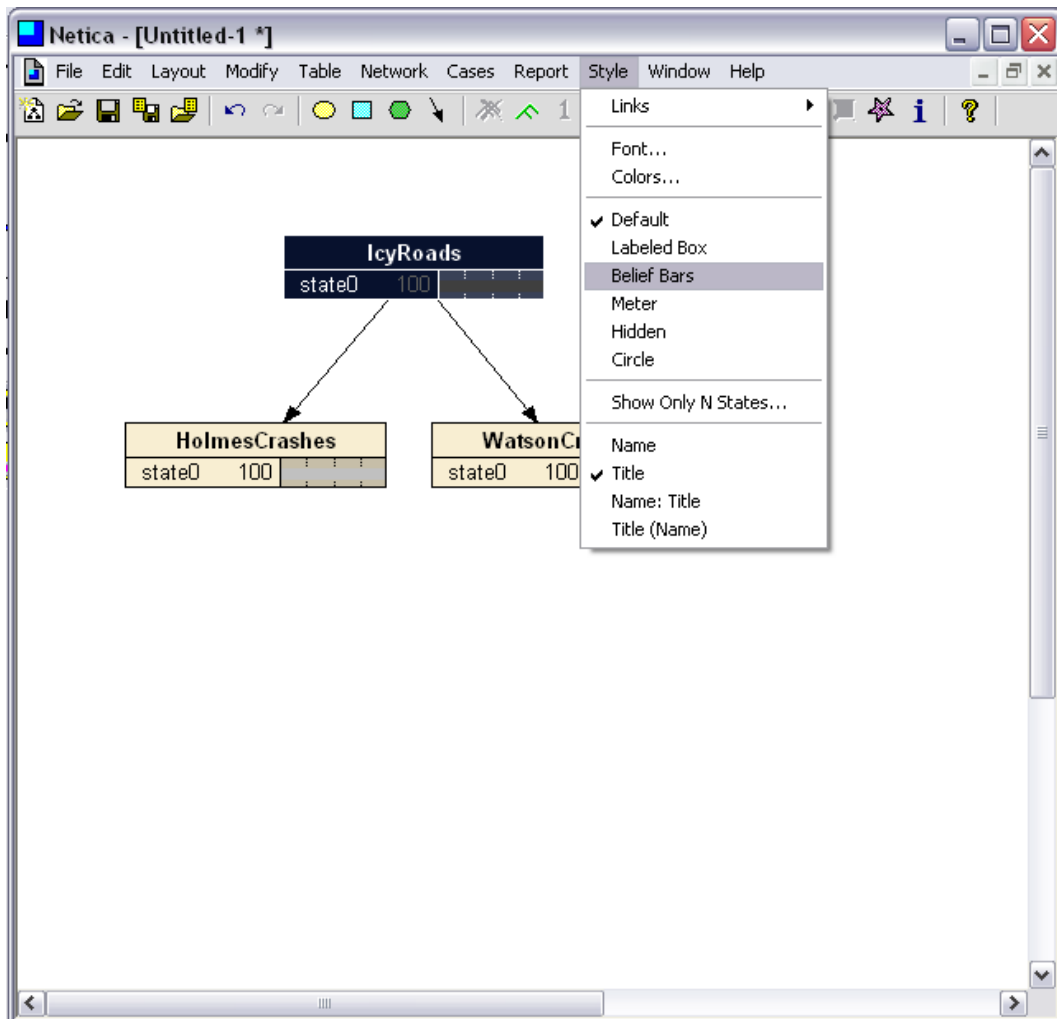 Netica - [Untitled-1 *]
File Edit Layout Modify Table Network Cases Report Style Window Help
1 i ?
Links
Font...
Colors...
Default
Labeled Box
Belief Bars
Meter
Hidden
Circle
Show Only N States...
Name
Title
Name: Title
Title (Name)
IcyRoads
state0 100
HolmesCrashes
state0 100
WatsonCr
state0 100